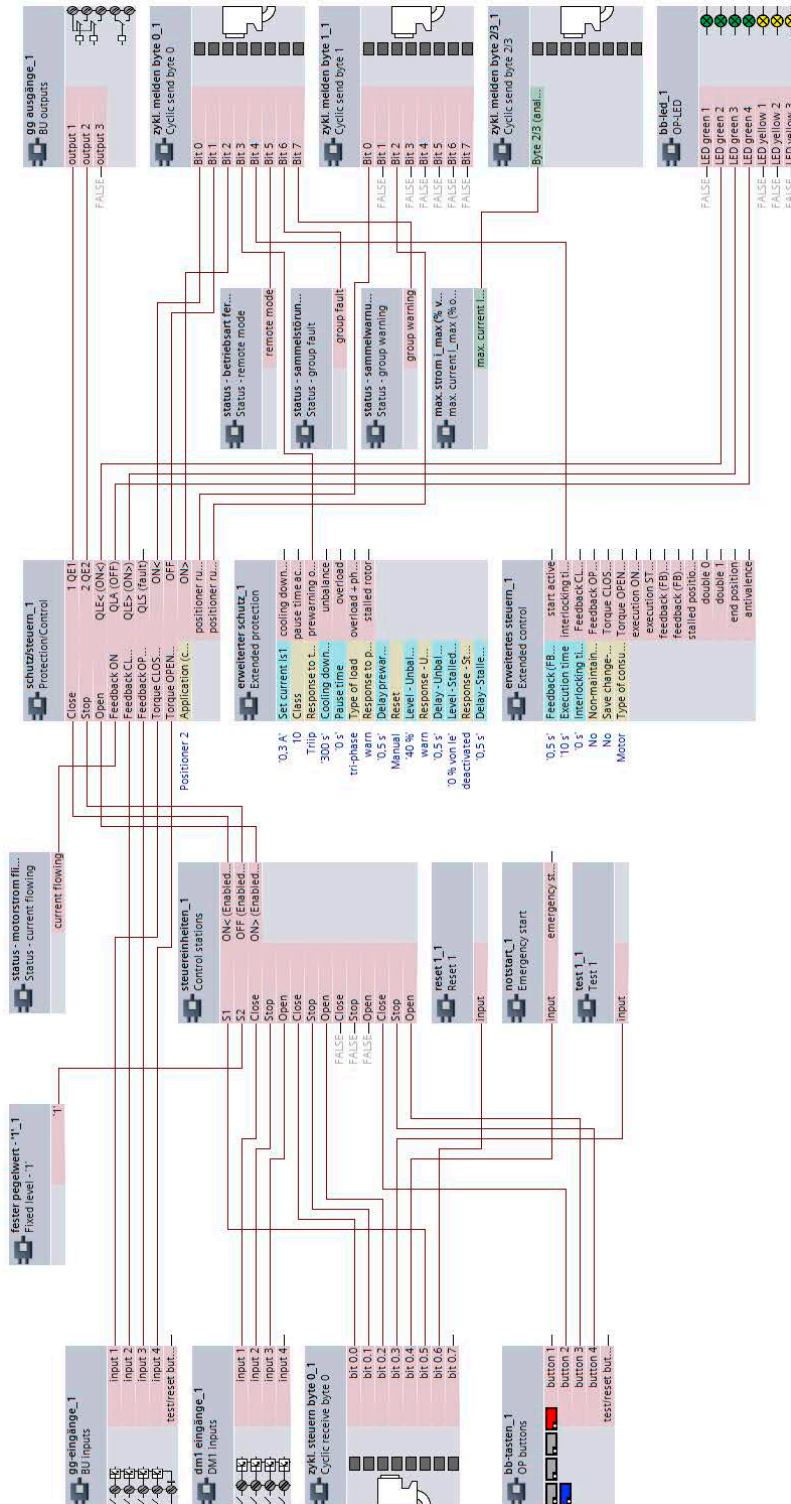 gg-eingänge_1
BU Inputs
input 1
input 2
input 3
input 4
test/reset but...
dm1 eingänge_1
DM1 Inputs
input 1
input 2
input 3
input 4
zykl. steuern byte 0_1
Cyclic receive byte 0
bit 0.0
bit 0.1
bit 0.2
bit 0.3
bit 0.4
bit 0.5
bit 0.6
bit 0.7
bb-tasten_1
OP buttons
button 1
button 2
button 3
button 4
test/reset but...
fester pegelwert - '1'_1
Fixed level - '1'
'1'
status - motorstrom fli...
Status - current flowing
current flowing
steuereinheiten_1
Control stations
S1
ON< (Enabled...
S2
OFF (Enabled...
Close
ON> (Enabled...
Stop
Open
Close
Stop
Open
FALSE
Close
FALSE
Stop
FALSE
Open
Close
Stop
Open
reset 1_1
Reset 1
input
notstart_1
Emergency start
input
emergency st...
test 1_1
Test 1
input
schutz/steuern_1
Protection/Control
Close
1 QE1
Stop
2 QE2
Open
QLE< (ON<)
Feedback ON
QLA (OFF)
Feedback CL...
QLE> (ON>)
Feedback OP...
QLS (fault)
Torque CLOS...
ON<
Torque OPEN...
OFF
Positioner 2
Application (c...
ON>
positioner ru...
positioner ru...
erweiterter schutz_1
Extended protection
'0,3 A'
Set current Is1
cooling down...
10
Class
pause time ac...
Triip
Response to t...
prewarning o...
'300 s'
Cooling down...
unbalance
'0 s'
Pause time
overload
tri-phase
Type of load
overload + ph...
warn
Response to p...
stalled rotor
'0,5 s'
Delay prewar...
Manual
Reset
'40 %'
Level - Unbal...
warn
Response - U...
'0,5 s'
Delay - Unbal...
'0 % von Ie'
Level - Stalled...
deactivated
Response - St...
'0,5 s'
Delay - Stalle...
erweitertes steuern_1
Extended control
'0,5 s'
Feedback (FB...
start active
'10 s'
Execution time
interlocking ti...
'0 s'
Interlocking ti...
Feedback CL...
No
Non-maintain...
Feedback OP...
No
Save change-...
Torque CLOS...
Motor
Type of consu...
Torque OPEN...
execution ON...
execution ST...
feedback (FB)...
feedback (FB)...
stalled positio...
double 0
double 1
end position
antivalence
status - betriebsart fer...
Status - remote mode
remote mode
status - sammelstörun...
Status - group fault
group fault
status - sammelwarnu...
Status - group warning
group warning
max. strom i_max (% v...
max. current I_max (% o...
max. current I...
gg ausgänge_1
BU outputs
output 1
output 2
FALSE
output 3
zykl. melden byte 0_1
Cyclic send byte 0
Bit 0
Bit 1
Bit 2
Bit 3
Bit 4
Bit 5
Bit 6
Bit 7
zykl. melden byte 1_1
Cyclic send byte 1
Bit 0
FALSE
Bit 1
Bit 2
FALSE
Bit 3
FALSE
Bit 4
FALSE
Bit 5
FALSE
Bit 6
FALSE
Bit 7
zykl. melden byte 2/3_1
Cyclic send byte 2/3
Byte 2/3 (anal...
bb-led_1
OP-LED
FALSE
LED green 1
LED green 2
LED green 3
LED green 4
FALSE
LED yellow 1
FALSE
LED yellow 2
FALSE
LED yellow 3